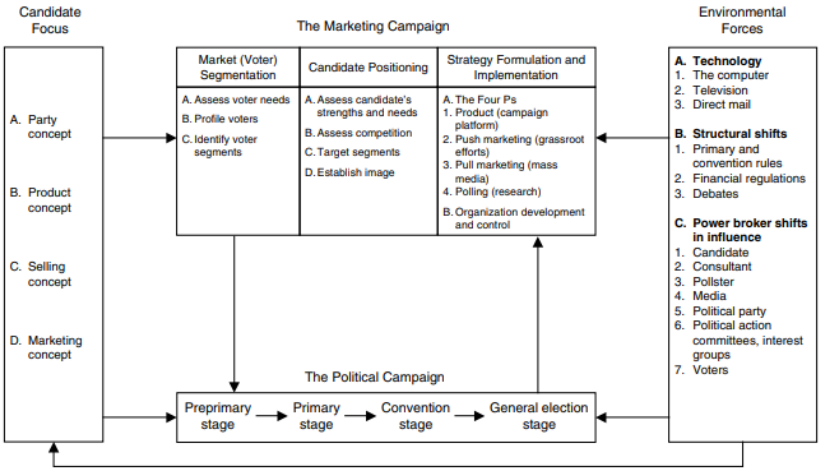 Candidate
Focus
A. Party
concept
B. Product
concept
C. Selling
concept
D. Marketing
concept
The Marketing Campaign
Market (Voter)
Segmentation
A. Assess voter needs
B. Profile voters
C. Identify voter
segments
Candidate Positioning
A. Assess candidate's
strengths and needs
B. Assess competition
C. Target segments
D. Establish image
Strategy Formulation and
Implementation
A. The Four Ps
1. Product (campaign
platform)
2. Push marketing (grassroot
efforts)
3. Pull marketing (mass
media)
4. Polling (research)
B. Organization development
and control
The Political Campaign
Preprimary
stage
Primary
stage
Convention
stage
General election
stage
Environmental
Forces
A. Technology
1. The computer
2. Television
3. Direct mail
B. Structural shifts
1. Primary and
convention rules
2. Financial regulations
3. Debates
C. Power broker shifts
in influence
1. Candidate
2. Consultant
3. Pollster
4. Media
5. Political party
6. Political action
committees, interest
groups
7. Voters